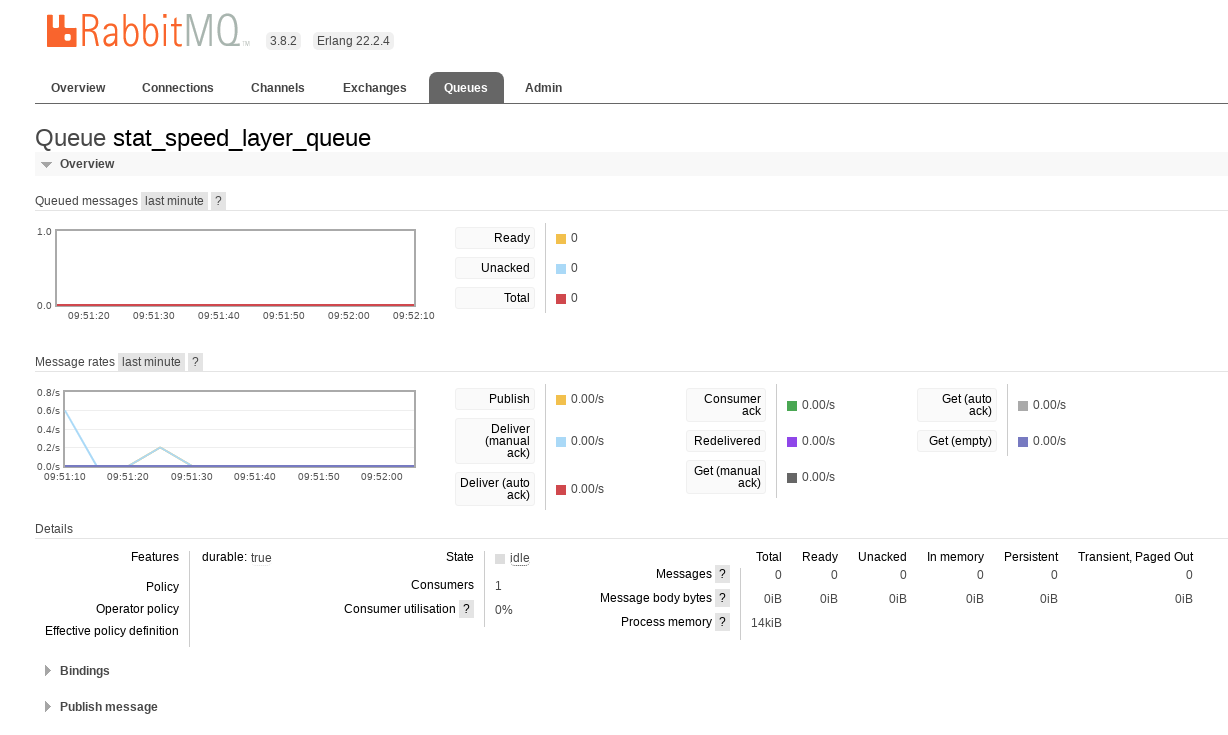 RabbitMQ TM 3.8.2 Erlang 22.2.4
Overview Connections Channels Exchanges Queues Admin
Queue stat_speed_layer_queue
Overview
Queued messages last minute ?
1.0
0.0
09:51:20 09:51:30 09:51:40 09:51:50 09:52:00 09:52:10
Ready 0
Unacked 0
Total 0
Message rates last minute ?
0.8/s
0.6/s
0.4/s
0.2/s
0.0/s
09:51:10 09:51:20 09:51:30 09:51:40 09:51:50 09:52:00
Publish 0.00/s
Deliver
(manual 0.00/s
ack)
Deliver (auto 0.00/s
ack)
Consumer 0.00/s
ack
Redelivered 0.00/s
Get (manual 0.00/s
ack)
Get (auto 0.00/s
ack)
Get (empty) 0.00/s
Details
Features durable: true
Policy
Operator policy
Effective policy definition
State idle
Consumers 1
Consumer utilisation ? 0%
Total Ready Unacked In memory Persistent Transient, Paged Out
Messages ? 0 0 0 0 0 0
Message body bytes ? 0iB 0iB 0iB 0iB 0iB 0iB
Process memory ? 14kiB
Bindings
Publish message